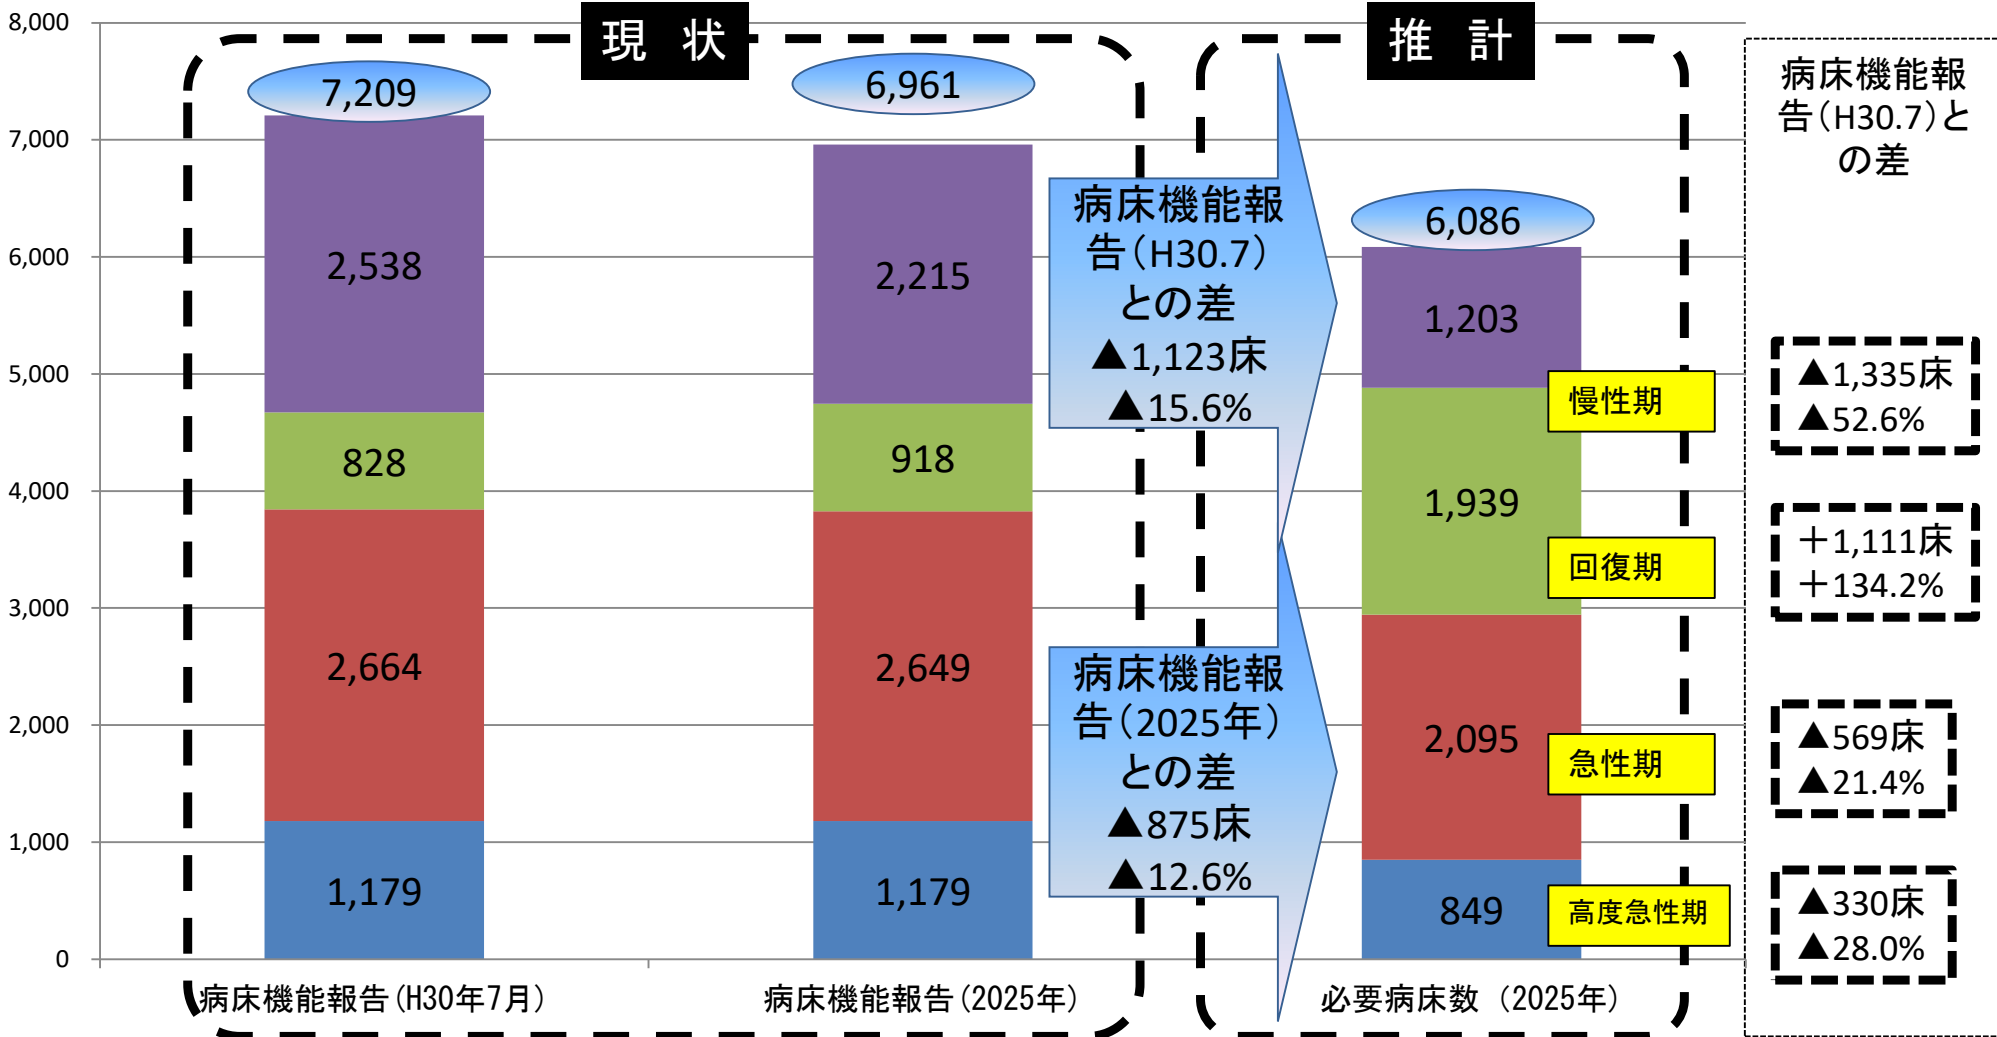 現 状
推 計
8,000
7,000
6,000
5,000
4,000
3,000
2,000
1,000
0
7,209
2,538
828
2,664
1,179
病床機能報告(H30年7月)
6,961
2,215
918
2,649
1,179
病床機能報告(2025年)
病床機能報
告(H30.7)
との差
▲1,123床
▲15.6%
病床機能報
告(2025年)
との差
▲875床
▲12.6%
6,086
1,203
1,939
2,095
849
必要病床数 (2025年)
慢性期
回復期
急性期
高度急性期
病床機能報
告(H30.7)と
の差
▲1,335床
▲52.6%
+1,111床
+134.2%
▲569床
▲21.4%
▲330床
▲28.0%